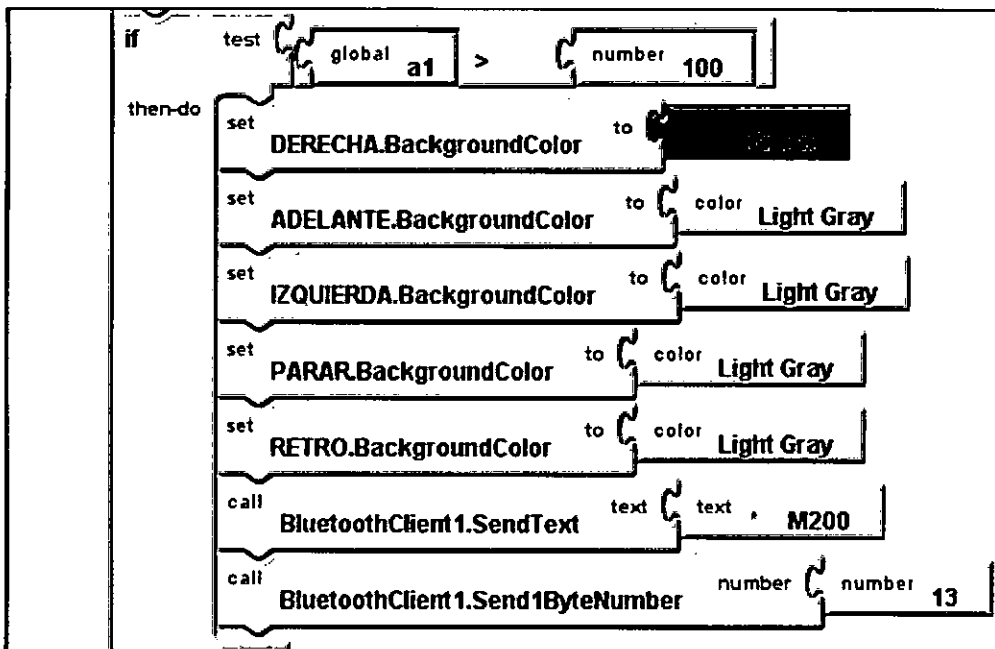 if test global a1 > number 100
then-do
set DERECHA.BackgroundColor to
set ADELANTE.BackgroundColor to color Light Gray
set IZQUIERDA.BackgroundColor to color Light Gray
set PARAR.BackgroundColor to color Light Gray
set RETRO.BackgroundColor to color Light Gray
call BluetoothClient1.SendText text text M200
call BluetoothClient1.Send1ByteNumber number number 13